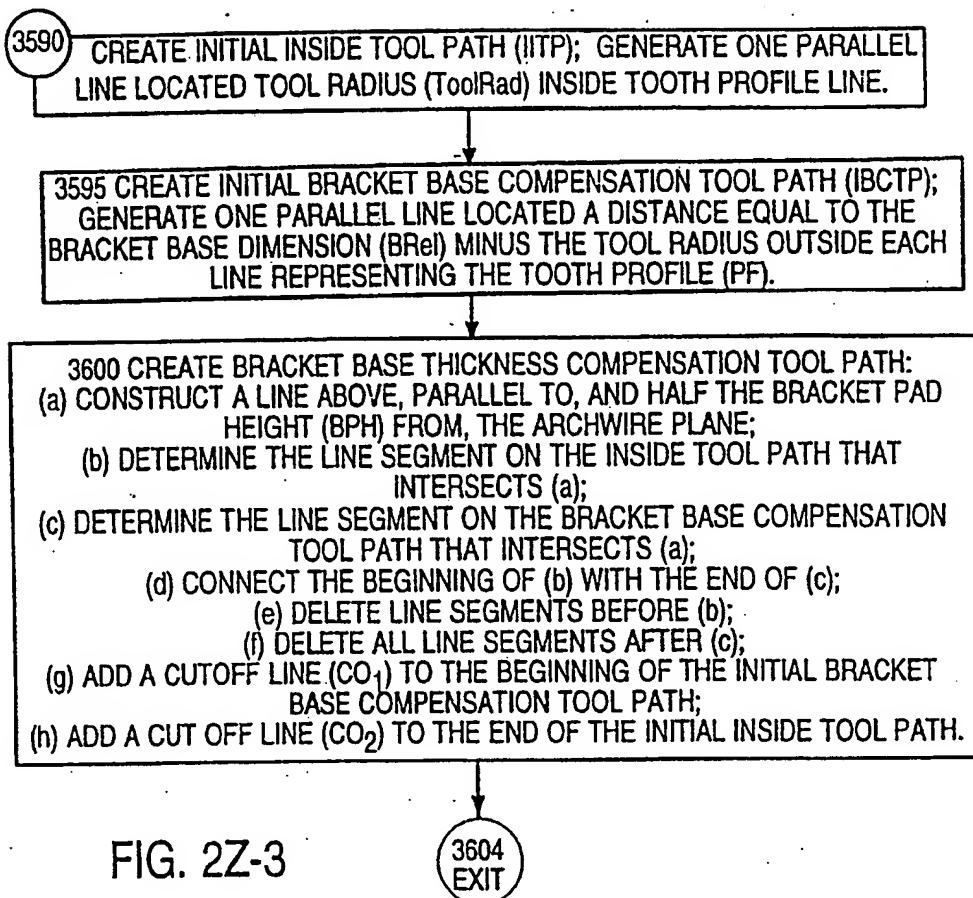 3590
CREATE INITIAL INSIDE TOOL PATH (IITP); GENERATE ONE PARALLEL
LINE LOCATED TOOL RADIUS (ToolRad) INSIDE TOOTH PROFILE LINE.
3595 CREATE INITIAL BRACKET BASE COMPENSATION TOOL PATH (IBCTP);
GENERATE ONE PARALLEL LINE LOCATED A DISTANCE EQUAL TO THE
BRACKET BASE DIMENSION (BRel) MINUS THE TOOL RADIUS OUTSIDE EACH
LINE REPRESENTING THE TOOTH PROFILE (PF).
3600 CREATE BRACKET BASE THICKNESS COMPENSATION TOOL PATH:
(a) CONSTRUCT A LINE ABOVE, PARALLEL TO, AND HALF THE BRACKET PAD
HEIGHT (BPH) FROM, THE ARCHWIRE PLANE;
(b) DETERMINE THE LINE SEGMENT ON THE INSIDE TOOL PATH THAT
INTERSECTS (a);
(c) DETERMINE THE LINE SEGMENT ON THE BRACKET BASE COMPENSATION
TOOL PATH THAT INTERSECTS (a);
(d) CONNECT THE BEGINNING OF (b) WITH THE END OF (c);
(e) DELETE LINE SEGMENTS BEFORE (b);
(f) DELETE ALL LINE SEGMENTS AFTER (c);
(g) ADD A CUTOFF LINE (CO₁) TO THE BEGINNING OF THE INITIAL BRACKET
BASE COMPENSATION TOOL PATH;
(h) ADD A CUT OFF LINE (CO₂) TO THE END OF THE INITIAL INSIDE TOOL PATH.
FIG. 2Z-3
3604
EXIT